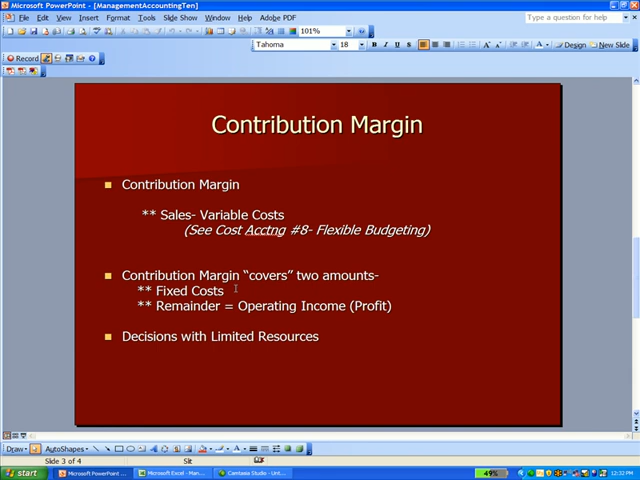 Microsoft PowerPoint - [ManagementAccountingTen]
File Edit View Insert Format Tools Slide Show Window Help Adobe PDF
Type a question for help
101%
Tahoma 18 B I U S Design New Slide
Record
Contribution Margin
Contribution Margin
** Sales- Variable Costs
(See Cost Acctng #8- Flexible Budgeting)
Contribution Margin “covers” two amounts-
** Fixed Costs
** Remainder = Operating Income (Profit)
Decisions with Limited Resources
Draw AutoShapes
Slide 3 of 4 Slit
start Microsoft PowerPoint ... Microsoft Excel - Man... Camtasia Studio - Unt... 49% 12:32 PM